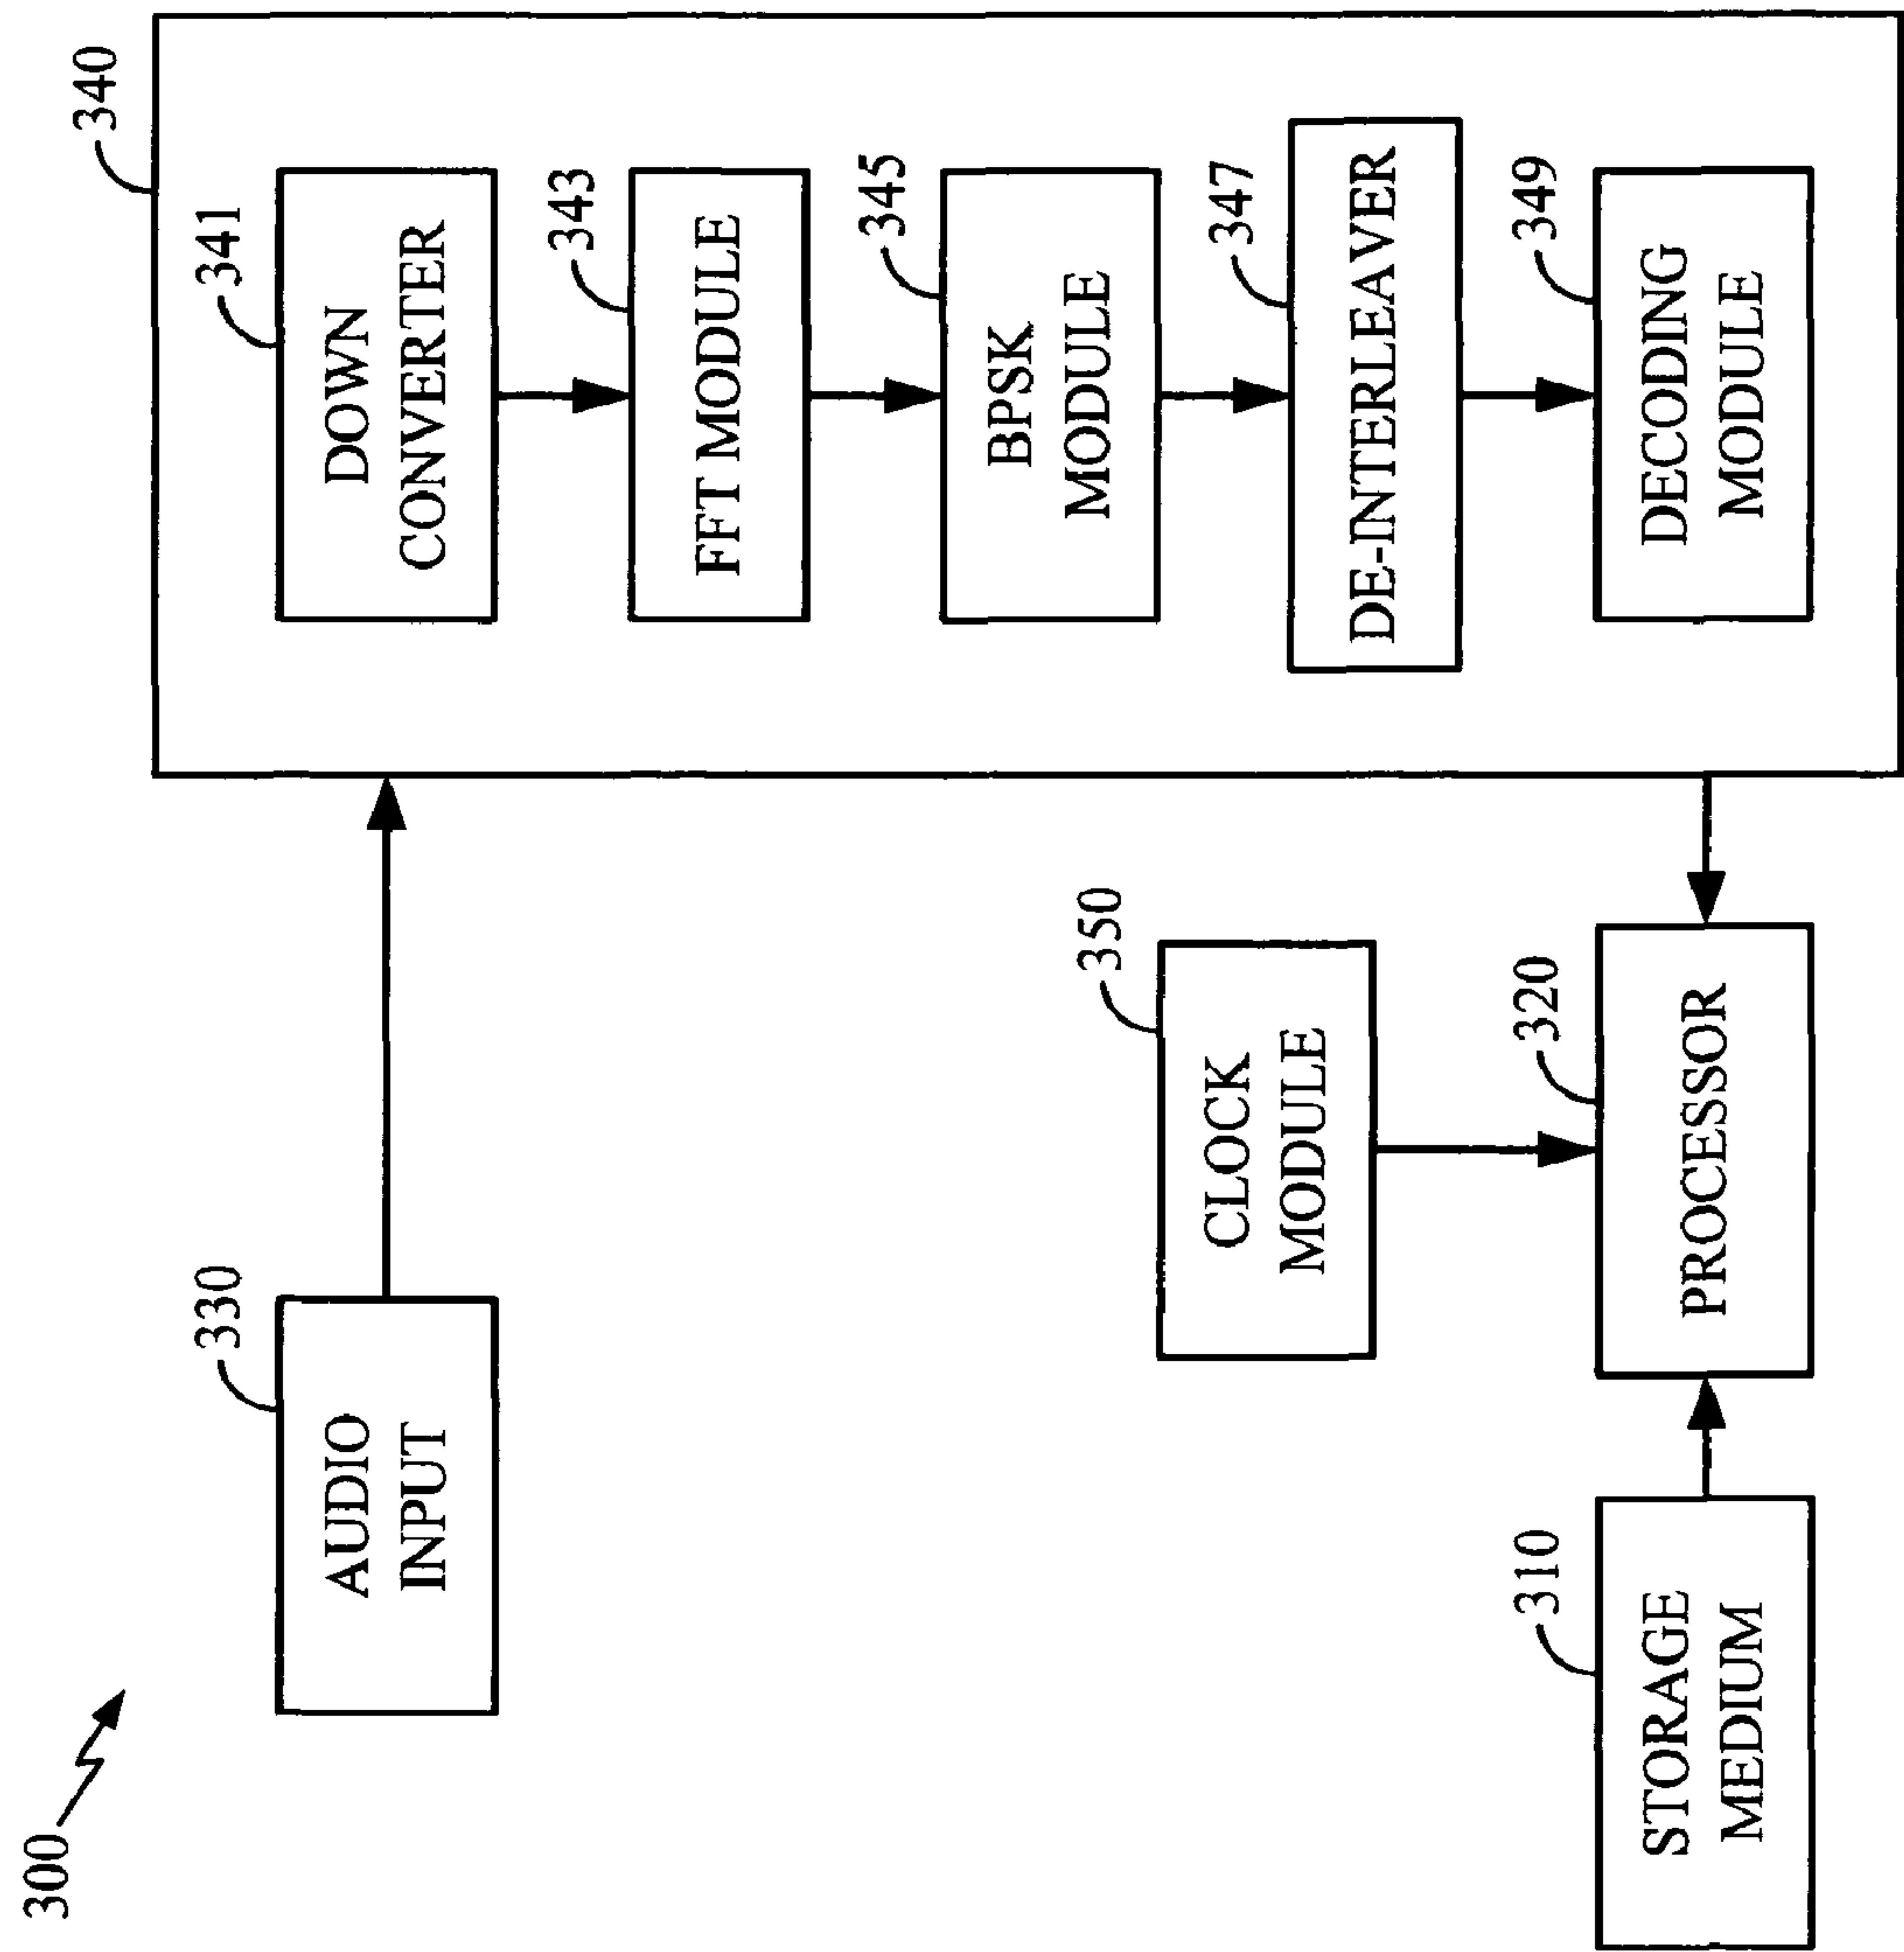 300
340
330
AUDIO
INPUT
341
DOWN
CONVERTER
343
FFT MODULE
345
BPSK
MODULE
347
DE-INTERLEAVER
349
DECODING
MODULE
350
CLOCK
MODULE
320
PROCESSOR
310
STORAGE
MEDIUM